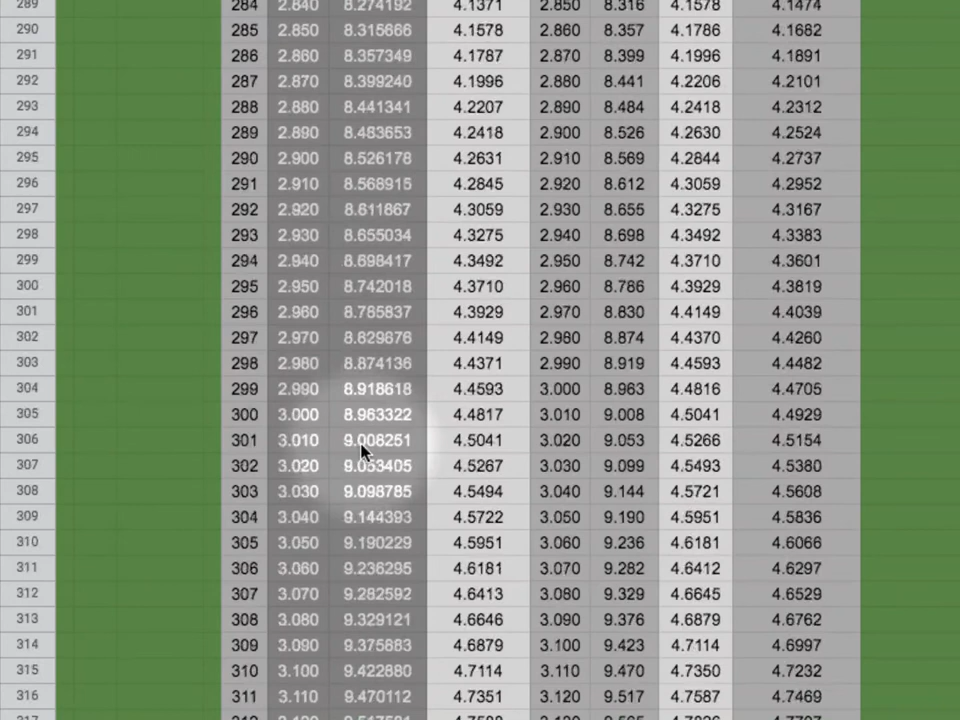 289 284 2.840 8.274192 4.1371 2.850 8.316 4.1578 4.1474
290 285 2.850 8.315666 4.1578 2.860 8.357 4.1786 4.1682
291 286 2.860 8.357349 4.1787 2.870 8.399 4.1996 4.1891
292 287 2.870 8.399240 4.1996 2.880 8.441 4.2206 4.2101
293 288 2.880 8.441341 4.2207 2.890 8.484 4.2418 4.2312
294 289 2.890 8.483653 4.2418 2.900 8.526 4.2630 4.2524
295 290 2.900 8.526178 4.2631 2.910 8.569 4.2844 4.2737
296 291 2.910 8.568915 4.2845 2.920 8.612 4.3059 4.2952
297 292 2.920 8.611867 4.3059 2.930 8.655 4.3275 4.3167
298 293 2.930 8.655034 4.3275 2.940 8.698 4.3492 4.3383
299 294 2.940 8.698417 4.3492 2.950 8.742 4.3710 4.3601
300 295 2.950 8.742018 4.3710 2.960 8.786 4.3929 4.3819
301 296 2.960 8.785837 4.3929 2.970 8.830 4.4149 4.4039
302 297 2.970 8.829876 4.4149 2.980 8.874 4.4370 4.4260
303 298 2.980 8.874136 4.4371 2.990 8.919 4.4593 4.4482
304 299 2.990 8.918618 4.4593 3.000 8.963 4.4816 4.4705
305 300 3.000 8.963322 4.4817 3.010 9.008 4.5041 4.4929
306 301 3.010 9.008251 4.5041 3.020 9.053 4.5266 4.5154
307 302 3.020 9.053405 4.5267 3.030 9.099 4.5493 4.5380
308 303 3.030 9.098785 4.5494 3.040 9.144 4.5721 4.5608
309 304 3.040 9.144393 4.5722 3.050 9.190 4.5951 4.5836
310 305 3.050 9.190229 4.5951 3.060 9.236 4.6181 4.6066
311 306 3.060 9.236295 4.6181 3.070 9.282 4.6412 4.6297
312 307 3.070 9.282592 4.6413 3.080 9.329 4.6645 4.6529
313 308 3.080 9.329121 4.6646 3.090 9.376 4.6879 4.6762
314 309 3.090 9.375883 4.6879 3.100 9.423 4.7114 4.6997
315 310 3.100 9.422880 4.7114 3.110 9.470 4.7350 4.7232
316 311 3.110 9.470112 4.7351 3.120 9.517 4.7587 4.7469